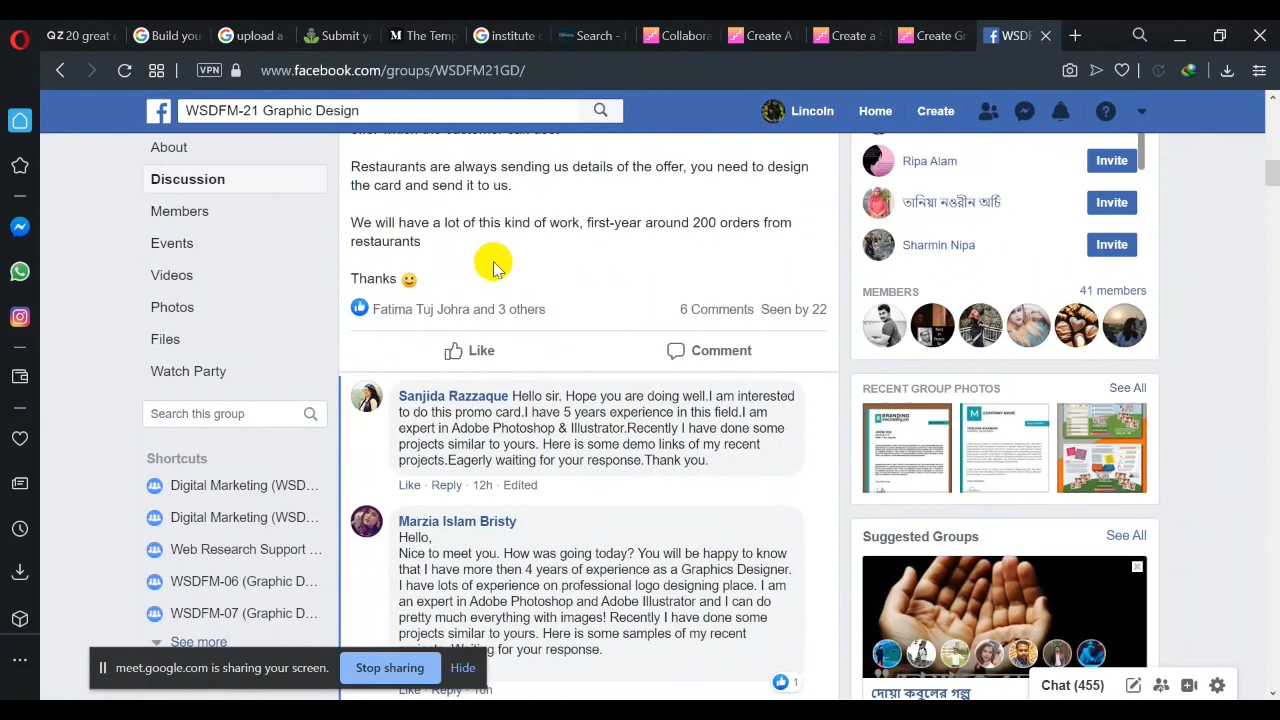 QZ 20 great
Build you
upload a
Submit y
M The Temp
institute
Search -
Collabora
Create A
Create a
Create Gr
WSDF
VPN
www.facebook.com/groups/WSDFM21GD/
WSDFM-21 Graphic Design
Lincoln
Home
Create
About
Discussion
Members
Events
Videos
Photos
Files
Watch Party
Search this group
Shortcuts
Digital Marketing (WSD...
Digital Marketing (WSD...
Web Research Support ...
WSDFM-06 (Graphic D...
WSDFM-07 (Graphic D...
See more
Restaurants are always sending us details of the offer, you need to design
the card and send it to us.
We will have a lot of this kind of work, first-year around 200 orders from
restaurants
Thanks 🙂
Fatima Tuj Johra and 3 others
6 Comments Seen by 22
Like
Comment
Sanjida Razzaque Hello sir. Hope you are doing well.I am interested
to do this promo card.I have 5 years experience in this field.I am
expert in Adobe Photoshop & Illustrator.Recently I have done some
projects similar to yours. Here is some demo links of my recent
projects.Eagerly waiting for your response.Thank you.
Like · Reply · 12h · Edited
Marzia Islam Bristy
Hello,
Nice to meet you. How was going today? You will be happy to know
that I have more then 4 years of experience as a Graphics Designer.
I have lots of experience on professional logo designing place. I am
an expert in Adobe Photoshop and Adobe Illustrator and I can do
pretty much everything with images! Recently I have done some
projects similar to yours. Here is some samples of my recent
for your response.
Like · Reply · 10h
1
Ripa Alam
Invite
তানিয়া নওরীন অর্চি
Invite
Sharmin Nipa
Invite
MEMBERS
41 members
RECENT GROUP PHOTOS
See All
BRANDING
COMPANY NAME
Suggested Groups
See All
দোয়া কবুলের গল্প
Chat (455)
meet.google.com is sharing your screen.
Stop sharing
Hide